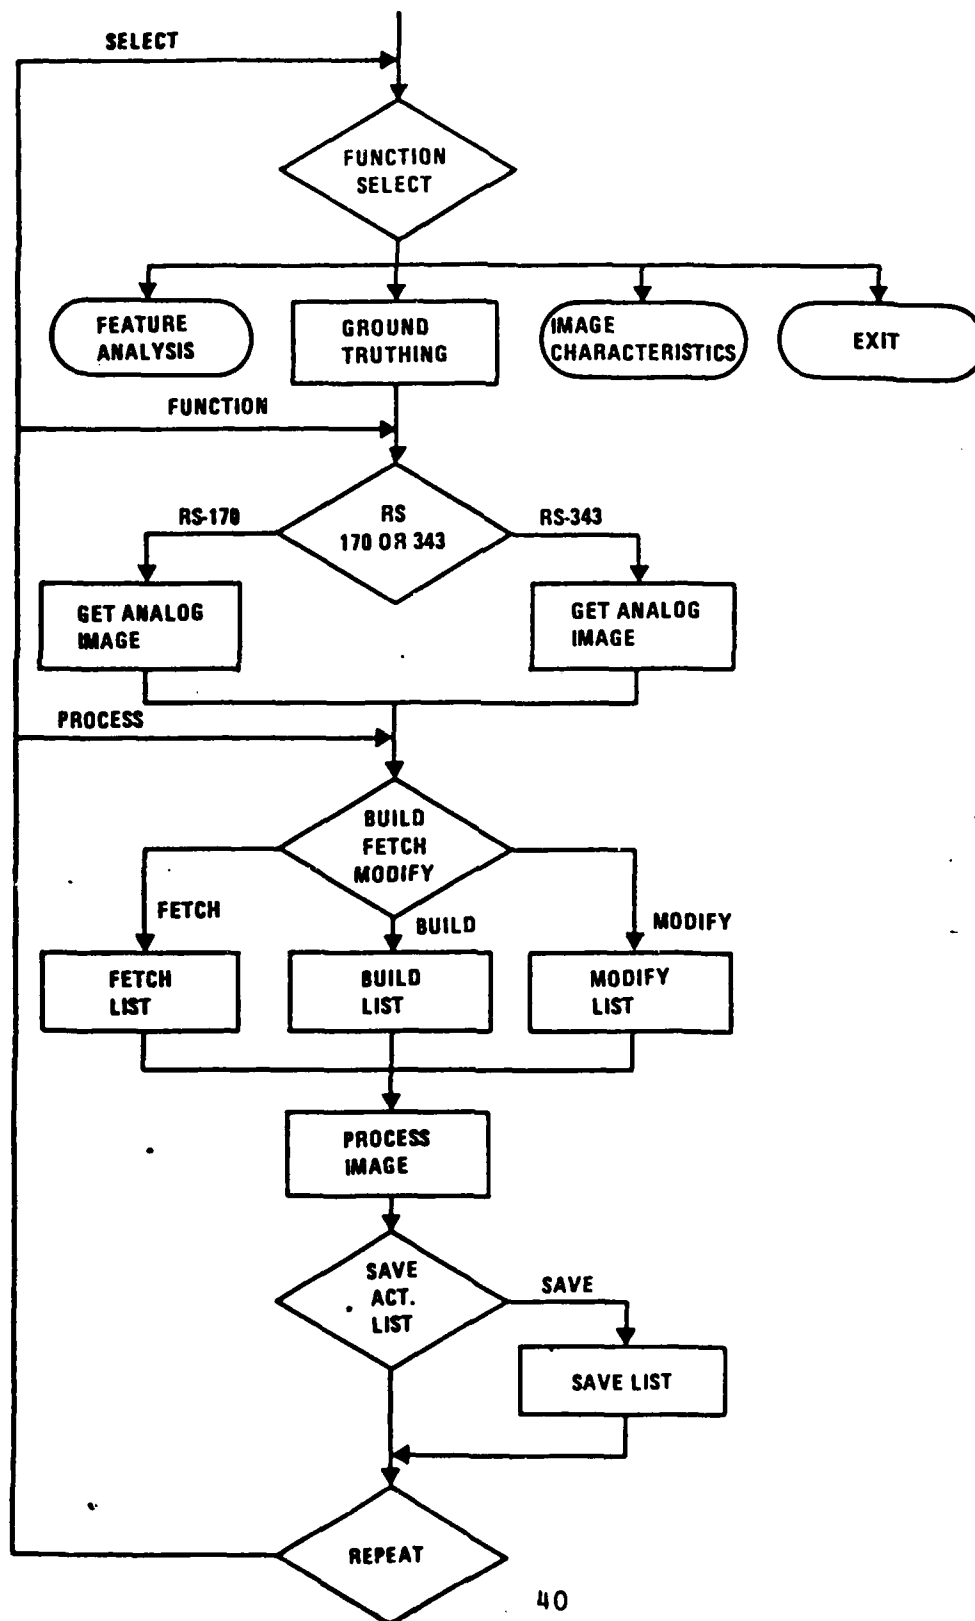 SELECT
FUNCTION
SELECT
FEATURE
ANALYSIS
GROUND
TRUTHING
IMAGE
CHARACTERISTICS
EXIT
FUNCTION
RS-170
RS
170 OR 343
RS-343
GET ANALOG
IMAGE
GET ANALOG
IMAGE
PROCESS
BUILD
FETCH
MODIFY
FETCH
BUILD
MODIFY
FETCH
LIST
BUILD
LIST
MODIFY
LIST
PROCESS
IMAGE
SAVE
ACT.
LIST
SAVE
SAVE LIST
REPEAT
40